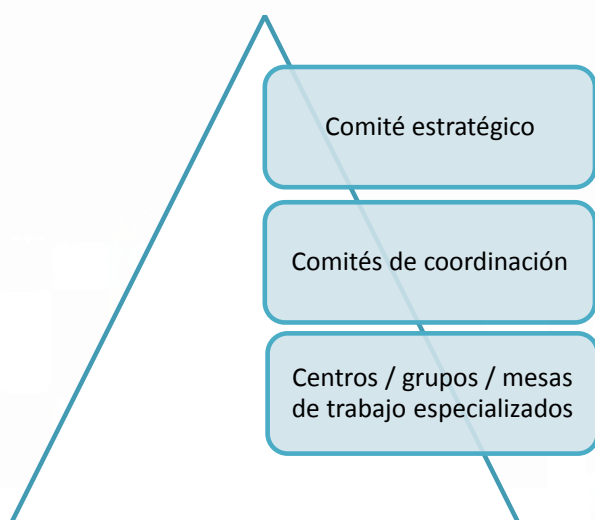 Comité estratégico
Comités de coordinación
Centros / grupos / mesas
de trabajo especializados